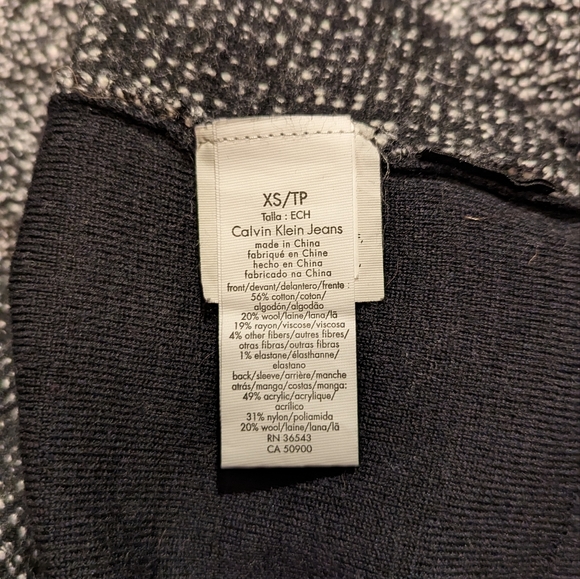 XS/TP
Talla : ECH
Calvin Klein Jeans
made in China
fabriqué en Chine
hecho en China
fabricado na China
front/devant/delantero/frente :
56% cotton/coton/
algodón/algodão
20% wool/laine/lana/lã
19% rayon/viscose/viscosa
4% other fibers/autres fibres/
otras fibras/outras fibras
1% elastane/élasthanne/
elastano
back/sleeve/arrière/manche
atrás/manga/costas/manga:
49% acrylic/acrylique/
acrílico
31% nylon/poliamida
20% wool/laine/lana/lã
RN 36543
CA 50900